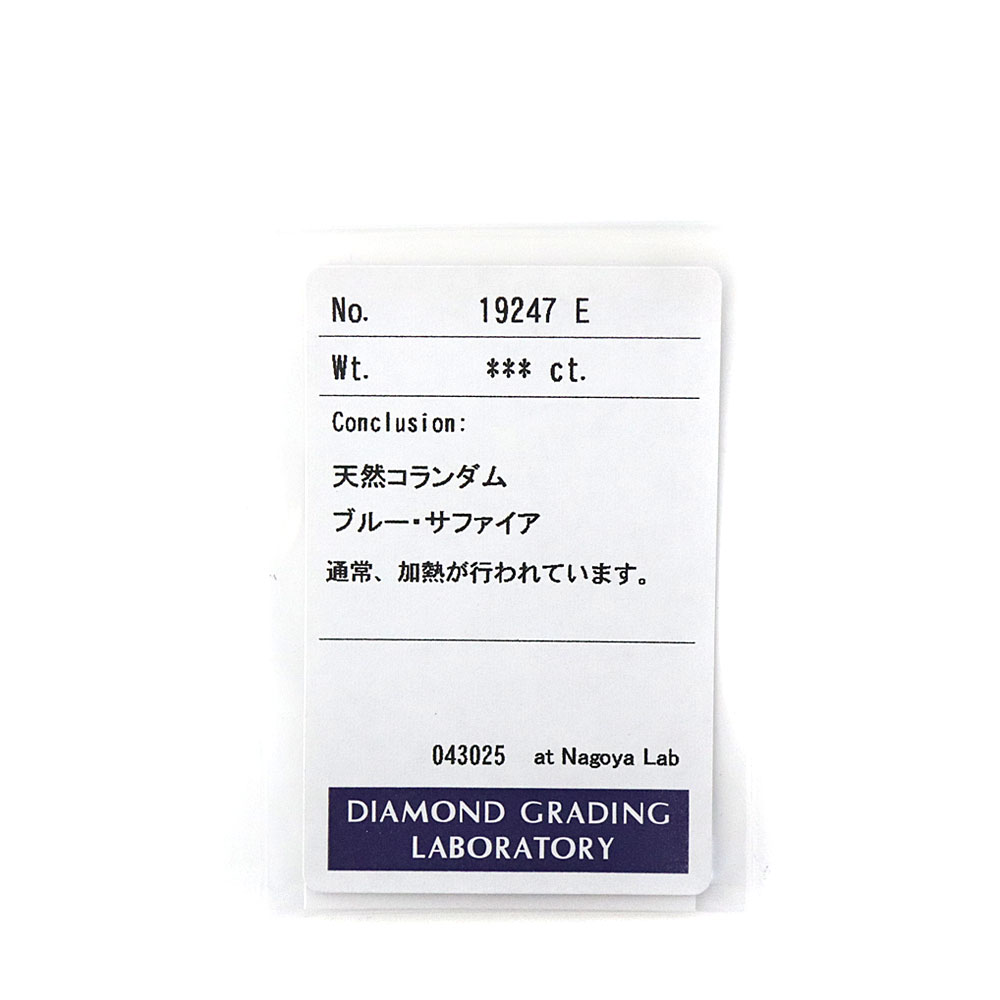 No. 19247 E
Wt. *** ct.
Conclusion:
天然コランダム
ブルー・サファイア
通常、加熱が行われています。
043025 at Nagoya Lab
DIAMOND GRADING
LABORATORY